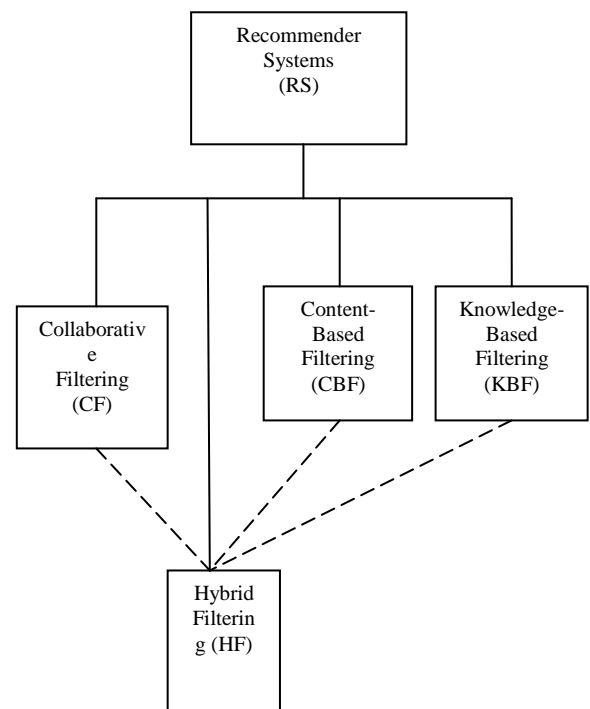 Recommender
Systems
(RS)
Collaborativ
e
Filtering
(CF)
Content-
Based
Filtering
(CBF)
Knowledge-
Based
Filtering
(KBF)
Hybrid
Filterin
g (HF)